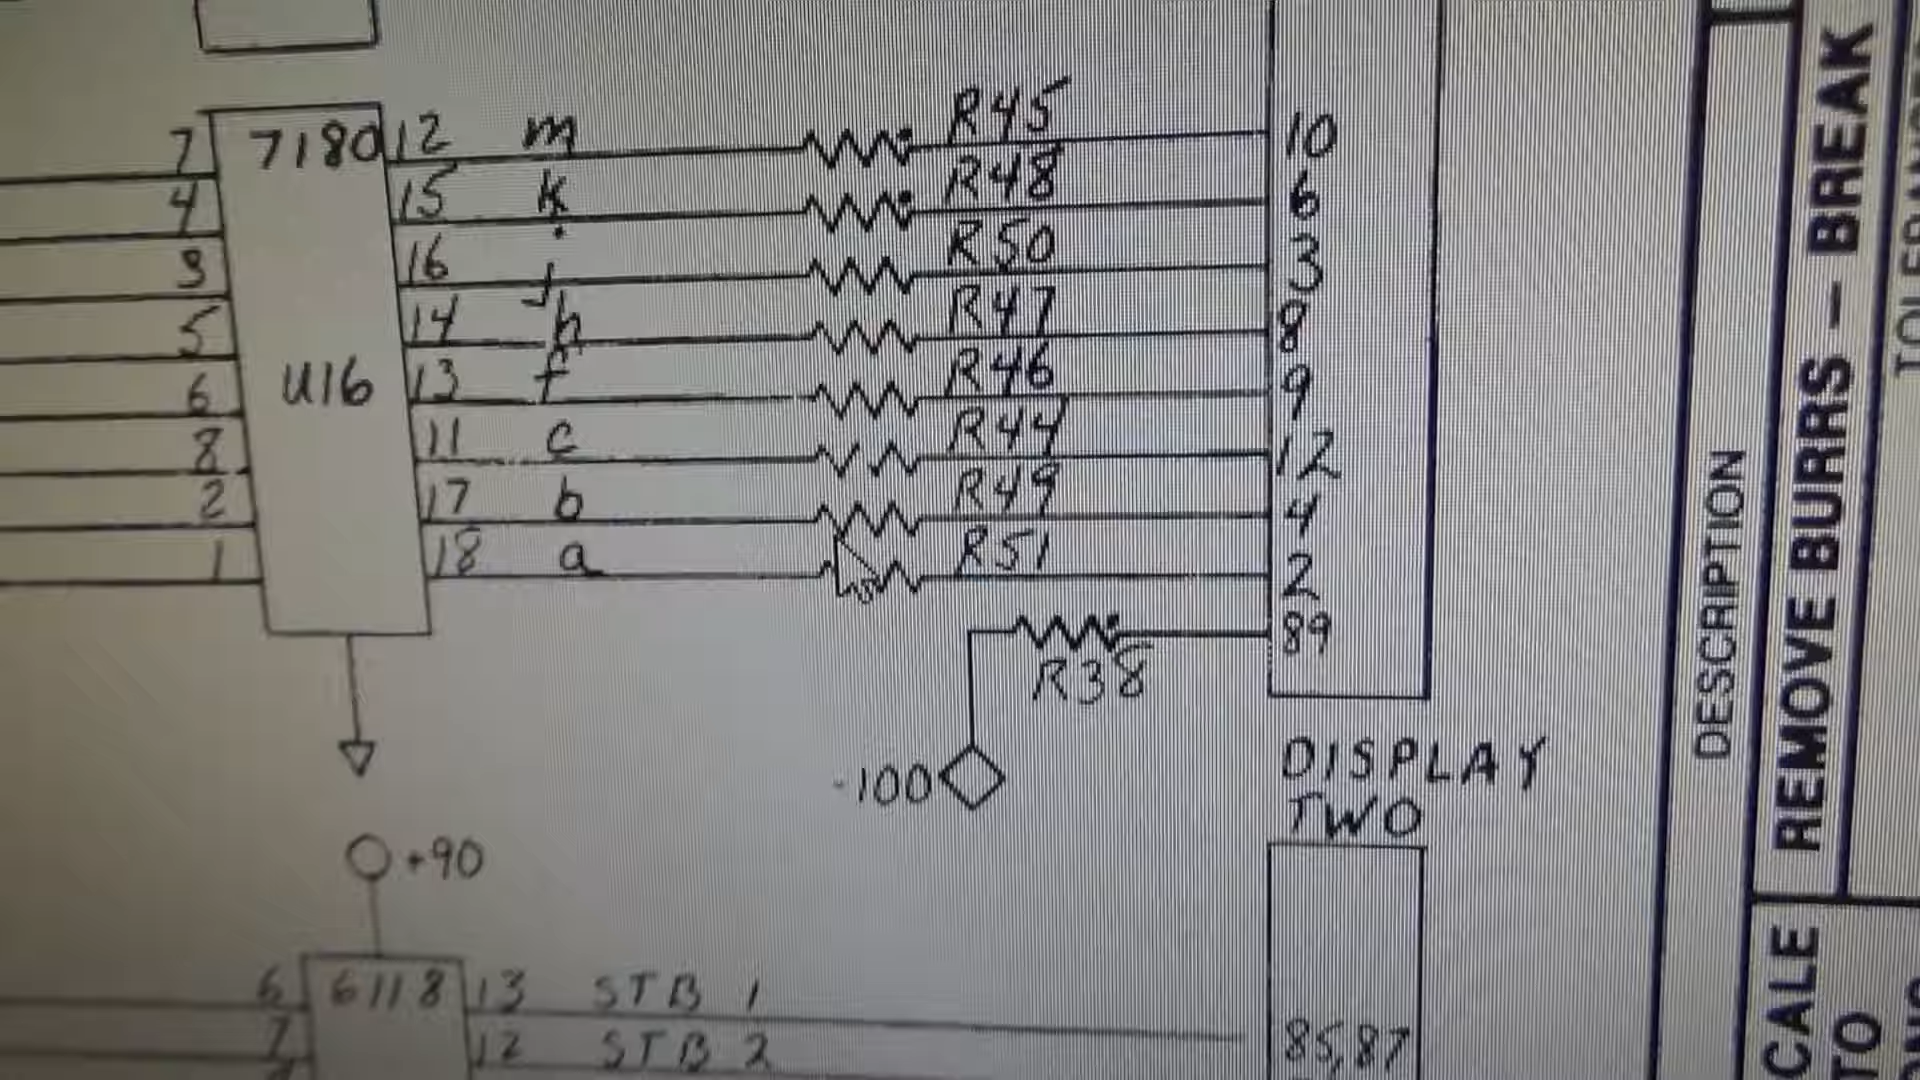 7 7180 12 m R45 10
4 15 k R48 6
3 16 j R50 3
5 14 h R47 8
6 U16 13 f R46 9
8 11 c R44 12
2 17 b R49 4
1 18 a R51 2
R38 89
-100
DISPLAY
TWO
+90
6 6118 13 STB 1
7 12 STB 2 85,87
DESCRIPTION
REMOVE BURRS – BREAK
CALE
TO